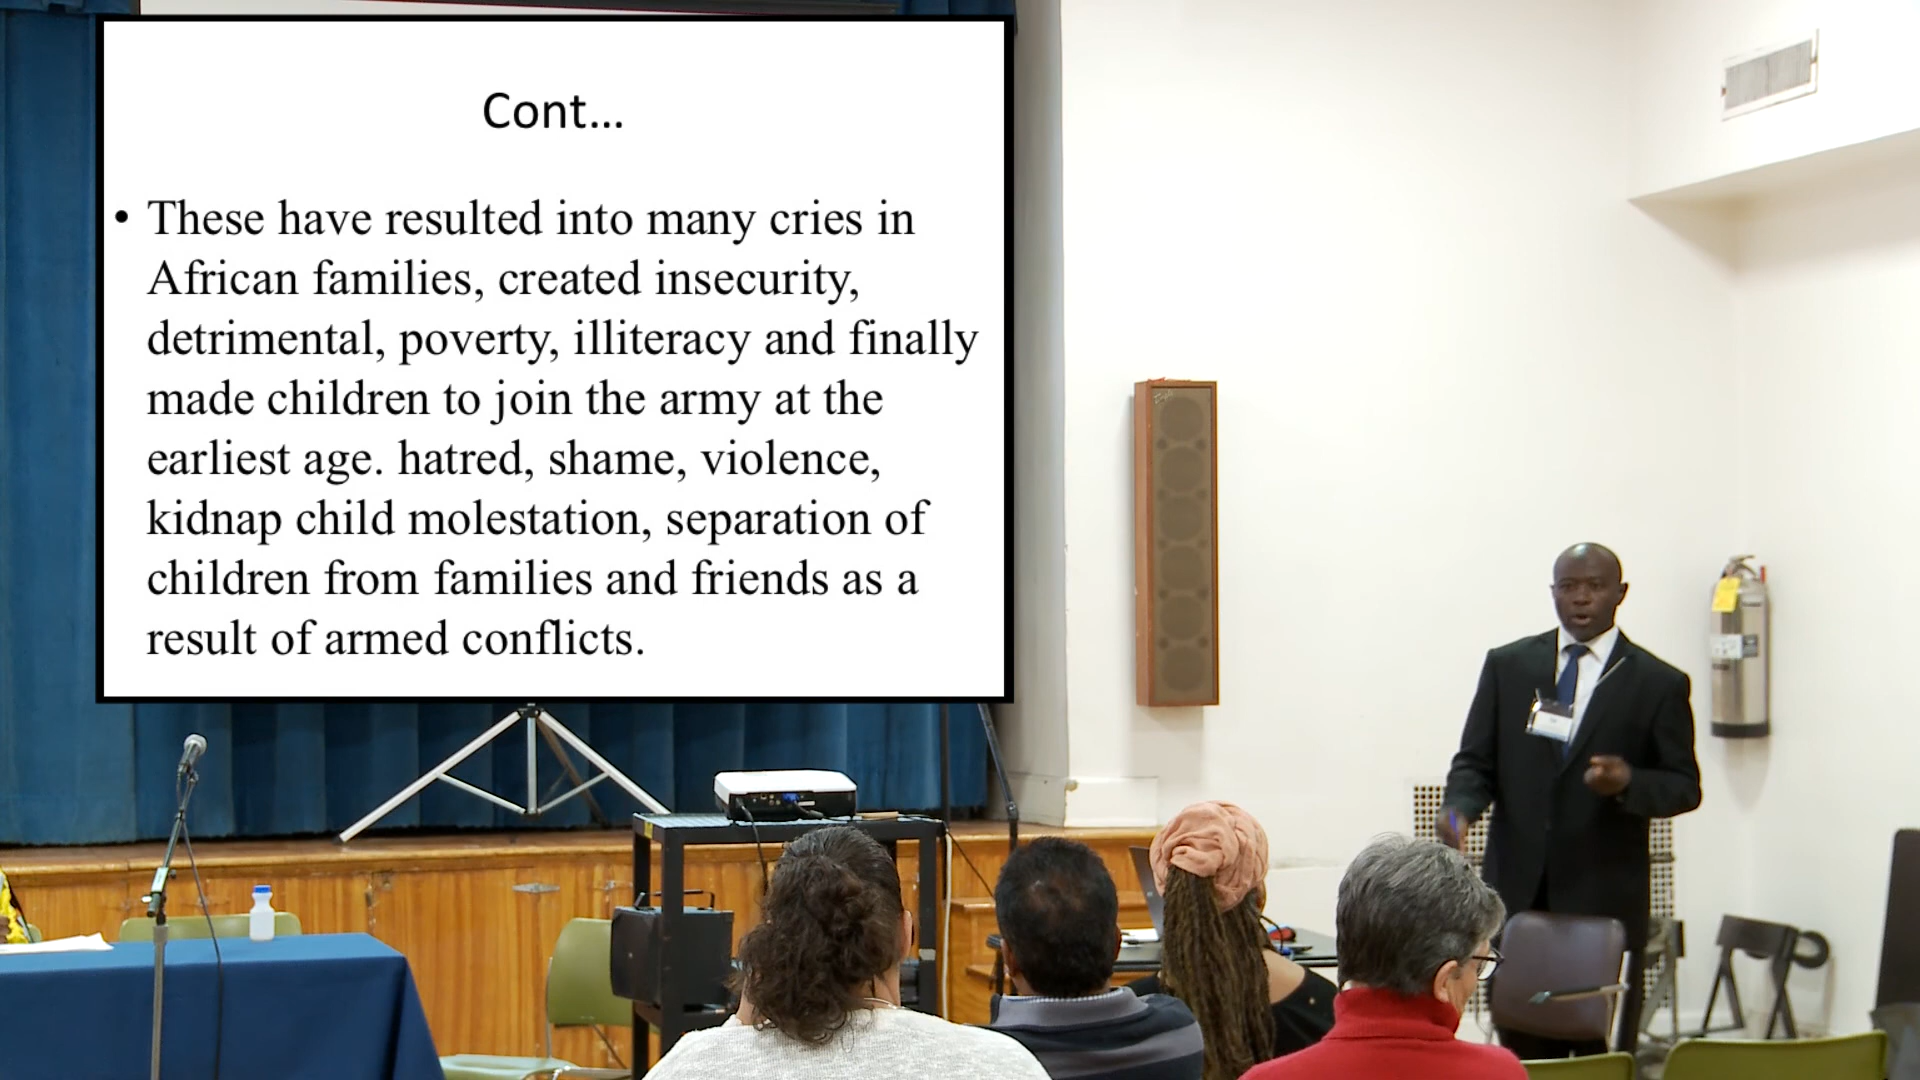 Cont...
• These have resulted into many cries in
African families, created insecurity,
detrimental, poverty, illiteracy and finally
made children to join the army at the
earliest age. hatred, shame, violence,
kidnap child molestation, separation of
children from families and friends as a
result of armed conflicts.